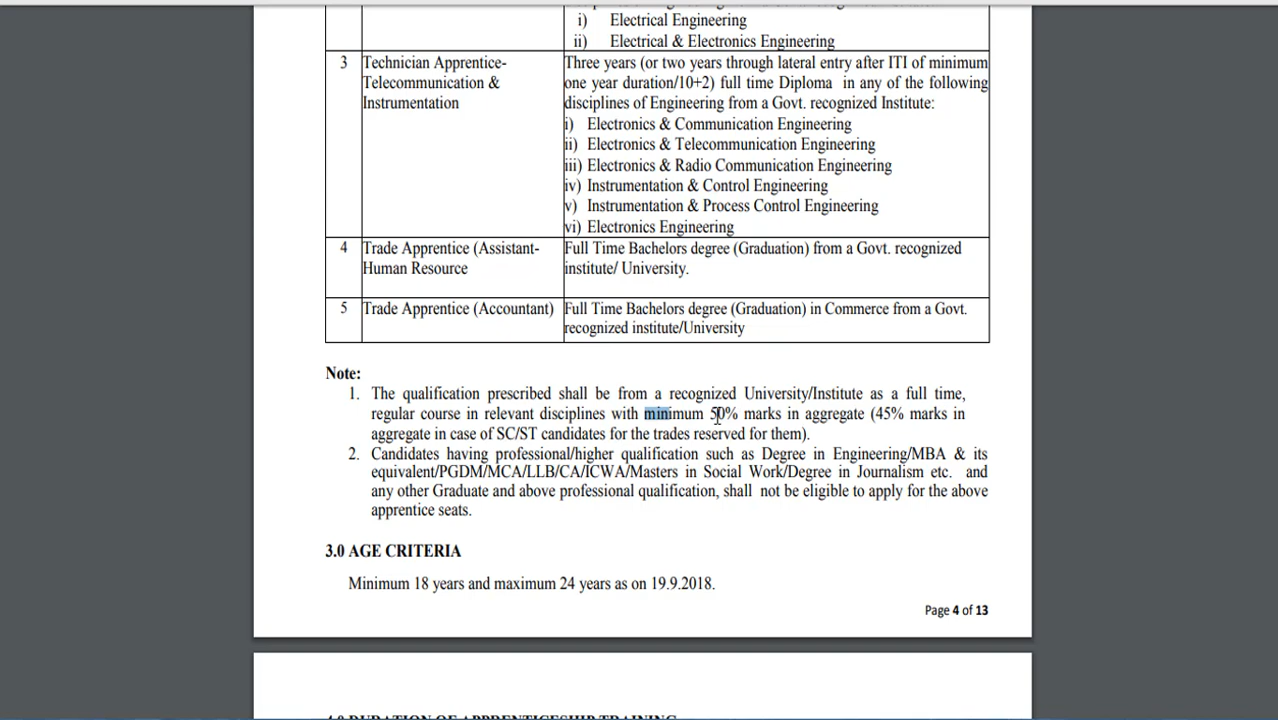 i) Electrical Engineering
ii) Electrical & Electronics Engineering
3 Technician Apprentice- Telecommunication & Instrumentation
Three years (or two years through lateral entry after ITI of minimum
one year duration/10+2) full time Diploma in any of the following
disciplines of Engineering from a Govt. recognized Institute:
i) Electronics & Communication Engineering
ii) Electronics & Telecommunication Engineering
iii) Electronics & Radio Communication Engineering
iv) Instrumentation & Control Engineering
v) Instrumentation & Process Control Engineering
vi) Electronics Engineering
4 Trade Apprentice (Assistant-
Human Resource
Full Time Bachelors degree (Graduation) from a Govt. recognized
institute/ University.
5 Trade Apprentice (Accountant)
Full Time Bachelors degree (Graduation) in Commerce from a Govt.
recognized institute/University
Note:
1. The qualification prescribed shall be from a recognized University/Institute as a full time,
regular course in relevant disciplines with minimum 50% marks in aggregate (45% marks in
aggregate in case of SC/ST candidates for the trades reserved for them).
2. Candidates having professional/higher qualification such as Degree in Engineering/MBA & its
equivalent/PGDM/MCA/LLB/CA/ICWA/Masters in Social Work/Degree in Journalism etc. and
any other Graduate and above professional qualification, shall not be eligible to apply for the above
apprentice seats.
3.0 AGE CRITERIA
Minimum 18 years and maximum 24 years as on 19.9.2018.
Page 4 of 13
4.0 DURATION OF APPRENTICESHIP TRAINING